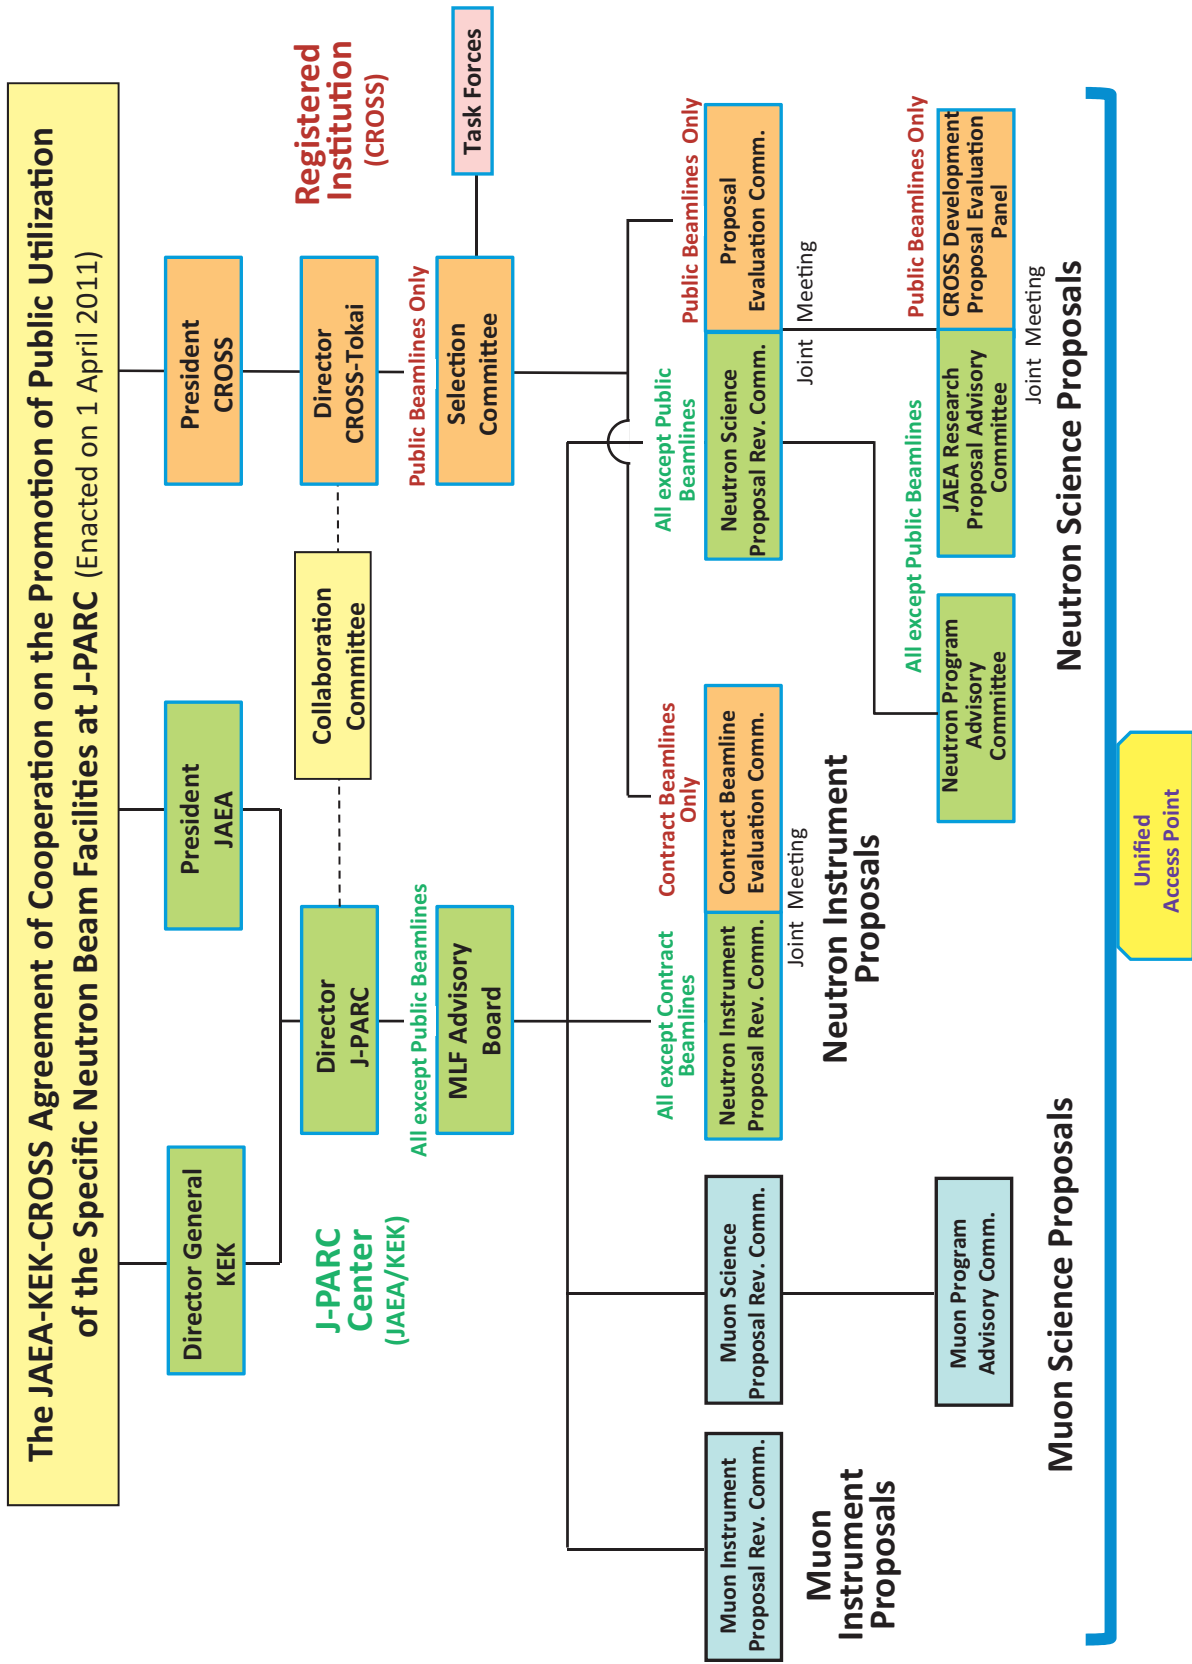 The JAEA-KEK-CROSS Agreement of Cooperation on the Promotion of Public Utilization
of the Specific Neutron Beam Facilities at J-PARC (Enacted on 1 April 2011)
Director General
KEK
President
JAEA
President
CROSS
J-PARC
Center
(JAEA/KEK)
Director
J-PARC
Collaboration
Committee
Director
CROSS-Tokai
Registered
Institution
(CROSS)
All except Public Beamlines
MLF Advisory
Board
Public Beamlines Only
Selection
Committee
Task Forces
Muon Instrument
Proposal Rev. Comm.
Muon Science
Proposal Rev. Comm.
All except Contract
Beamlines
Neutron Instrument
Proposal Rev. Comm.
Contract Beamlines
Only
Contract Beamline
Evaluation Comm.
Joint Meeting
All except Public
Beamlines
Neutron Science
Proposal Rev. Comm.
Public Beamlines Only
Proposal
Evaluation Comm.
Joint Meeting
Muon
Instrument
Proposals
Neutron Instrument
Proposals
Muon Program
Advisory Comm.
Neutron Program
Advisory
Committee
All except Public Beamlines
JAEA Research
Proposal Advisory
Committee
Public Beamlines Only
CROSS Development
Proposal Evaluation
Panel
Joint Meeting
Muon Science Proposals
Neutron Science Proposals
Unified
Access Point